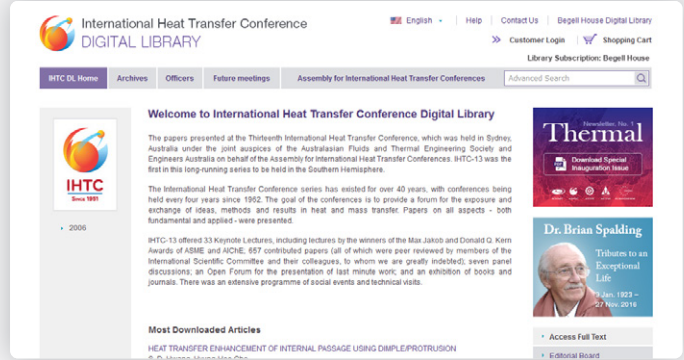 International Heat Transfer Conference
DIGITAL LIBRARY
English
Help
Contact Us
Begell House Digital Library
Customer Login
Shopping Cart
Library Subscription: Begell House
IHTC DL Home
Archives
Officers
Future meetings
Assembly for International Heat Transfer Conferences
Advanced Search
IHTC
Since 1951
2006
Welcome to International Heat Transfer Conference Digital Library
The papers presented at the Thirteenth International Heat Transfer Conference, which was held in Sydney,
Australia under the joint auspices of the Australasian Fluids and Thermal Engineering Society and
Engineers Australia on behalf of the Assembly for International Heat Transfer Conferences. IHTC-13 was the
first in this long-running series to be held in the Southern Hemisphere.
The International Heat Transfer Conference series has existed for over 40 years, with conferences being
held every four years since 1962. The goal of the conferences is to provide a forum for the exposure and
exchange of ideas, methods and results in heat and mass transfer. Papers on all aspects - both
fundamental and applied - were presented.
IHTC-13 offered 33 Keynote Lectures, including lectures by the winners of the Max Jakob and Donald Q. Kern
Awards of ASME and AIChE, 657 contributed papers (all of which were peer reviewed by members of the
International Scientific Committee and their colleagues, to whom we are greatly indebted); seven panel
discussions; an Open Forum for the presentation of last minute work; and an exhibition of books and
journals. There was an extensive programme of social events and technical visits.
Most Downloaded Articles
HEAT TRANSFER ENHANCEMENT OF INTERNAL PASSAGE USING DIMPLE/PROTRUSION
Newsletter, No. 1
Thermal
Download Special
Inauguration Issue
Dr. Brian Spalding
Tributes to an
Exceptional
Life
9 Jan. 1923 –
27 Nov. 2016
Access Full Text
Editorial Board